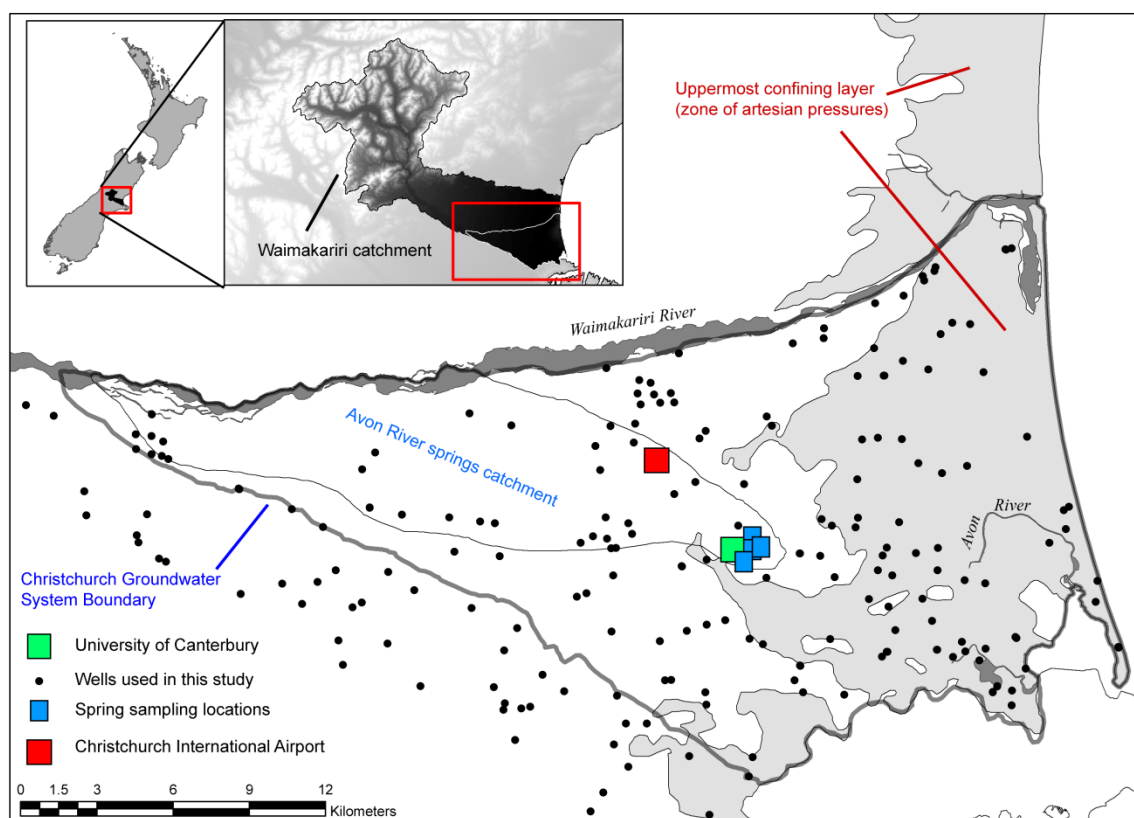 Waimakariri catchment
Uppermost confining layer
(zone of artesian pressures)
Waimakariri River
Avon River springs catchment
Avon
River
Christchurch Groundwater
System Boundary
University of Canterbury
Wells used in this study
Spring sampling locations
Christchurch International Airport
0 1.5 3 6 9 12
Kilometers